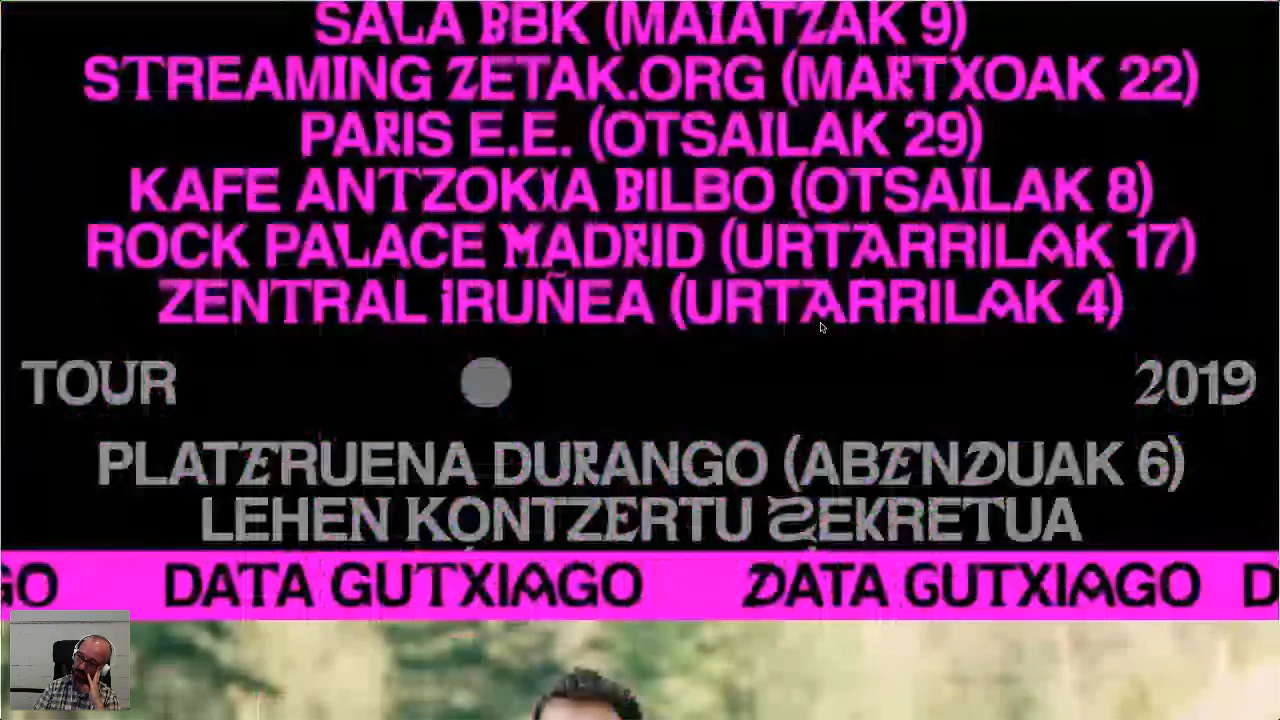 SALA BBK (MAIATZAK 9)
STREAMING ZETAK.ORG (MARTXOAK 22)
PARIS E.E. (OTSAILAK 29)
KAFE ANTZOKIA BILBO (OTSAILAK 8)
ROCK PALACE MADRID (URTARRILAK 17)
ZENTRAL IRUÑEA (URTARRILAK 4)
TOUR 2019
PLATERUENA DURANGO (ABENDUAK 6)
LEHEN KONTZERTU SEKRETUA
GO DATA GUTXIAGO DATA GUTXIAGO D